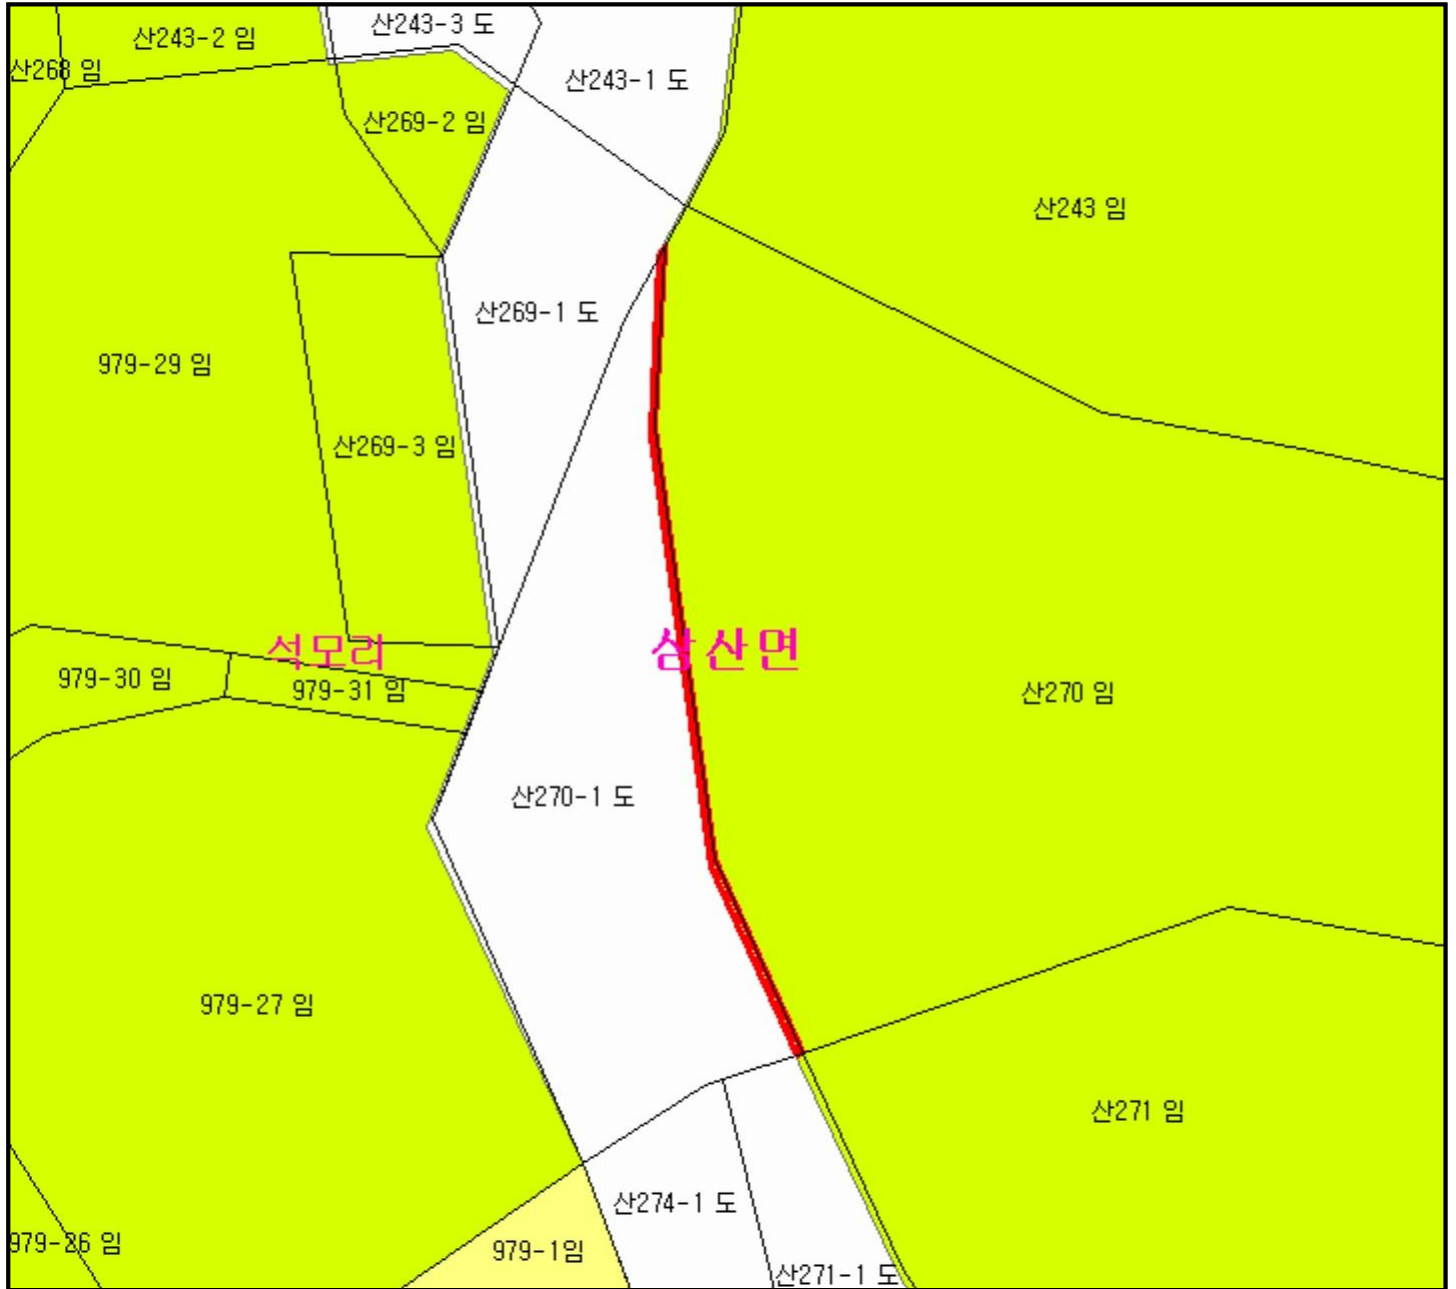 산243-3 도
산243-2 임
산268 임
산243-1 도
산269-2 임
산243 임
산269-1 도
979-29 임
산269-3 임
석모리
삼산면
979-30 임
979-31 임
산270 임
산270-1 도
979-27 임
산271 임
산274-1 도
979-26 임
979-1임
산271-1 도